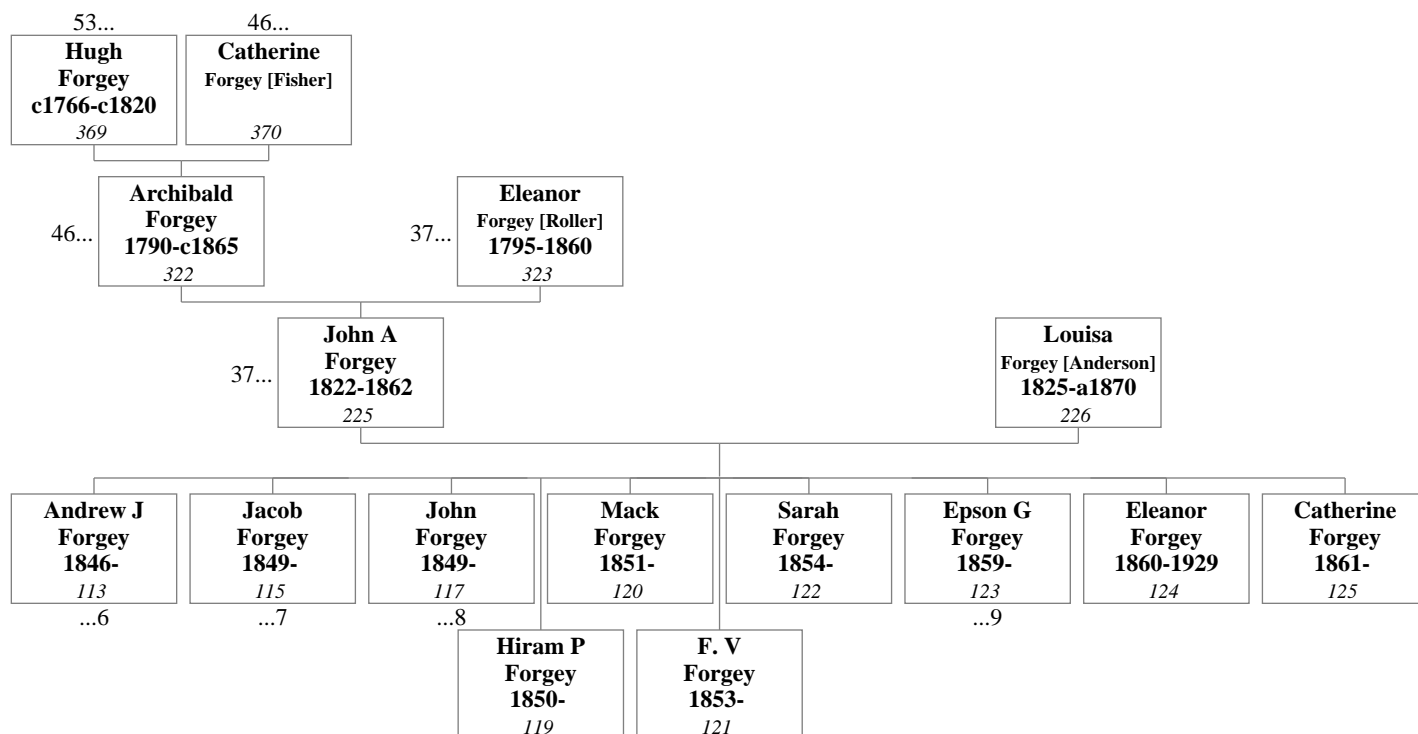 53...
Hugh
Forgey
c1766-c1820
369
46...
Catherine
Forgey [Fisher]
370
46...
Archibald
Forgey
1790-c1865
322
37...
Eleanor
Forgey [Roller]
1795-1860
323
37...
John A
Forgey
1822-1862
225
Louisa
Forgey [Anderson]
1825-a1870
226
Andrew J
Forgey
1846-
113
...6
Jacob
Forgey
1849-
115
...7
John
Forgey
1849-
117
...8
Mack
Forgey
1851-
120
Sarah
Forgey
1854-
122
Epson G
Forgey
1859-
123
...9
Eleanor
Forgey
1860-1929
124
Catherine
Forgey
1861-
125
Hiram P
Forgey
1850-
119
F. V
Forgey
1853-
121